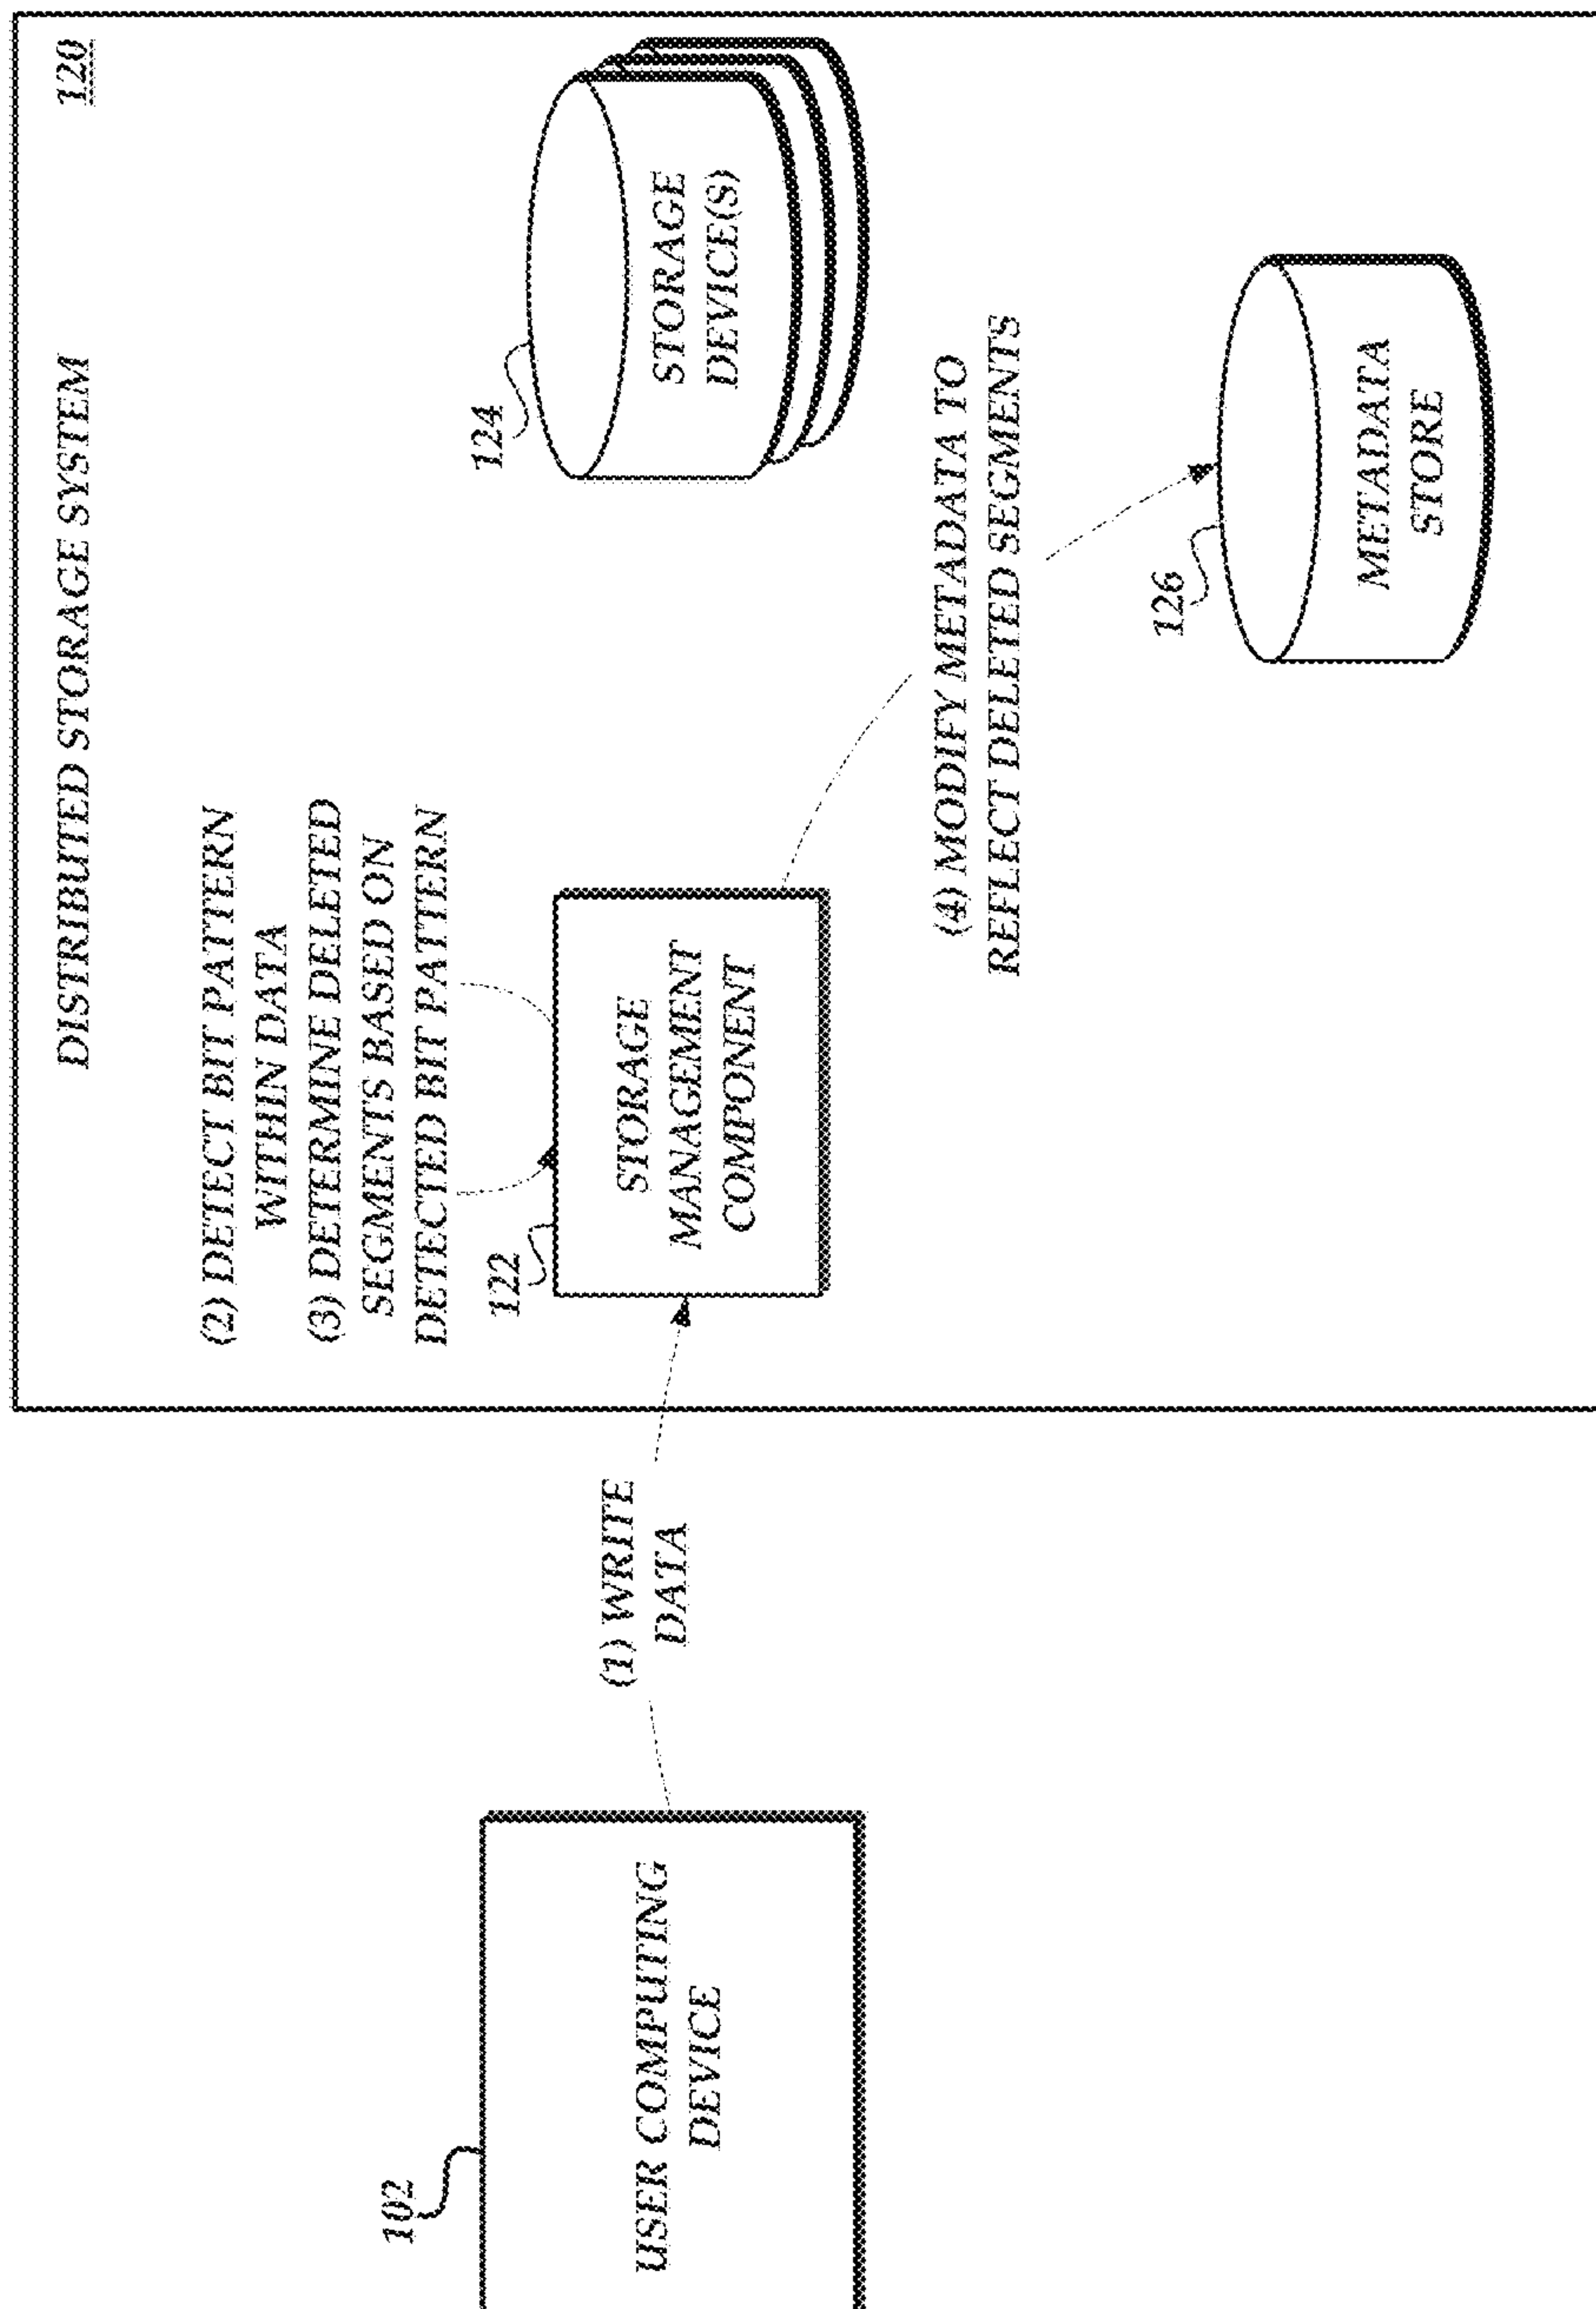 DISTRIBUTED STORAGE SYSTEM
120
(2) DETECT BIT PATTERN
WITHIN DATA
(3) DETERMINE DELETED
SEGMENTS BASED ON
DETECTED BIT PATTERN
102
USER COMPUTING
DEVICE
(1) WRITE
DATA
122
STORAGE
MANAGEMENT
COMPONENT
124
STORAGE
DEVICE(S)
(4) MODIFY METADATA TO
REFLECT DELETED SEGMENTS
126
METADATA
STORE